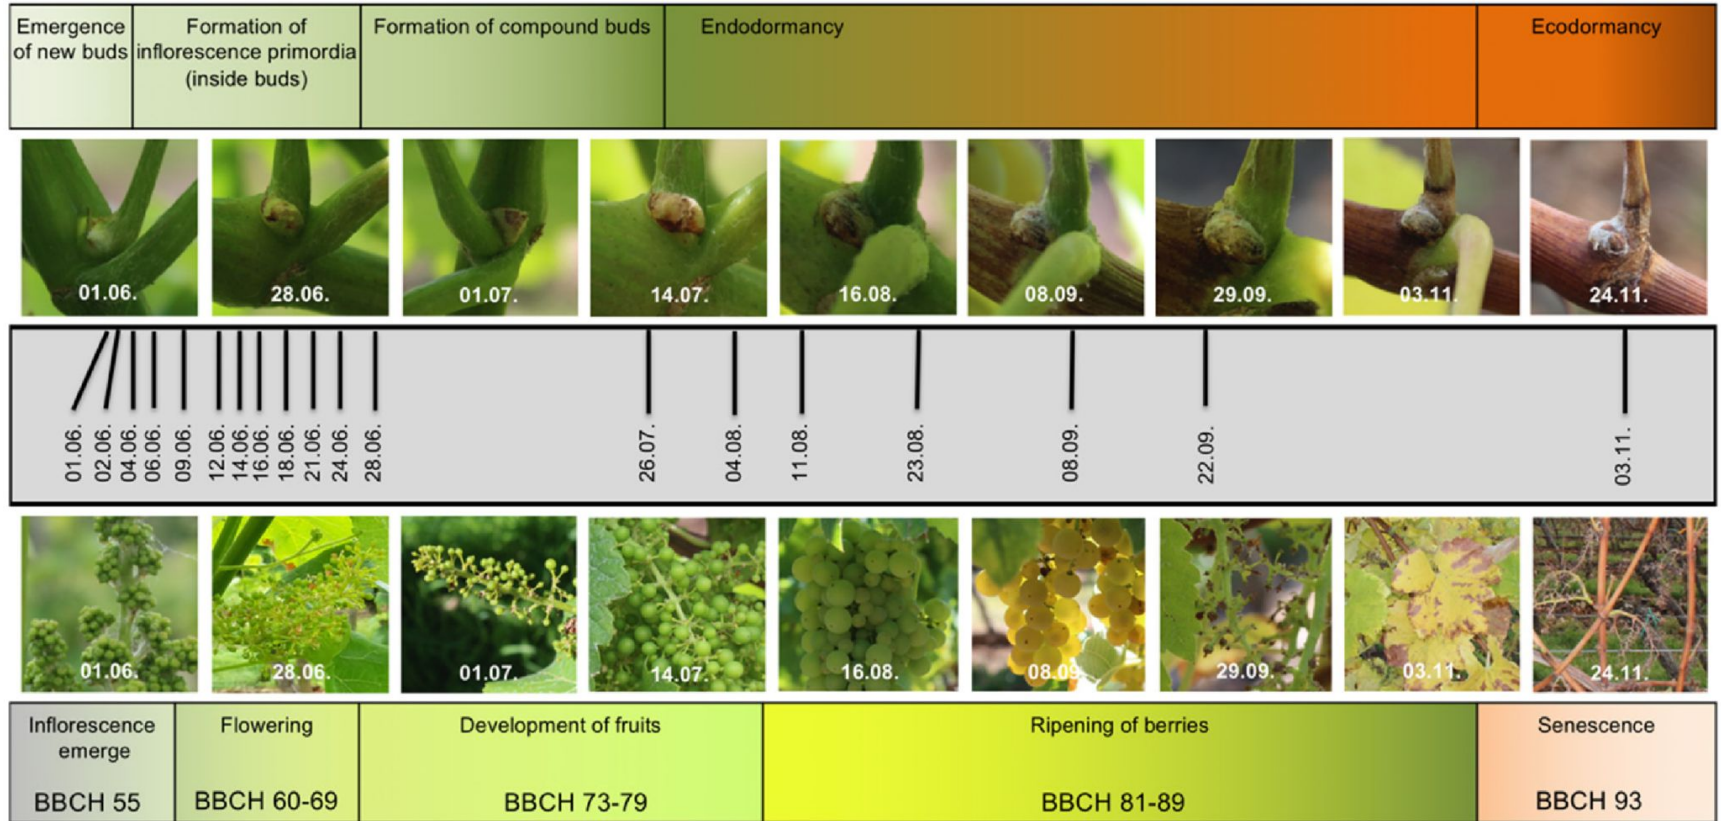 Emergence
of new buds
Formation of
inflorescence primordia
(inside buds)
Formation of compound buds
Endodormancy
Ecodormancy
01.06.
28.06.
01.07.
14.07.
16.08.
08.09.
29.09.
03.11.
24.11.
01.06.
02.06.
04.06.
06.06.
09.06.
12.06.
14.06.
16.06.
18.06.
21.06.
24.06.
28.06.
26.07.
04.08.
11.08.
23.08.
08.09.
22.09.
03.11.
01.06.
28.06.
01.07.
14.07.
16.08.
08.09.
29.09.
03.11.
24.11.
Inflorescence
emerge
BBCH 55
Flowering
BBCH 60-69
Development of fruits
BBCH 73-79
Ripening of berries
BBCH 81-89
Senescence
BBCH 93